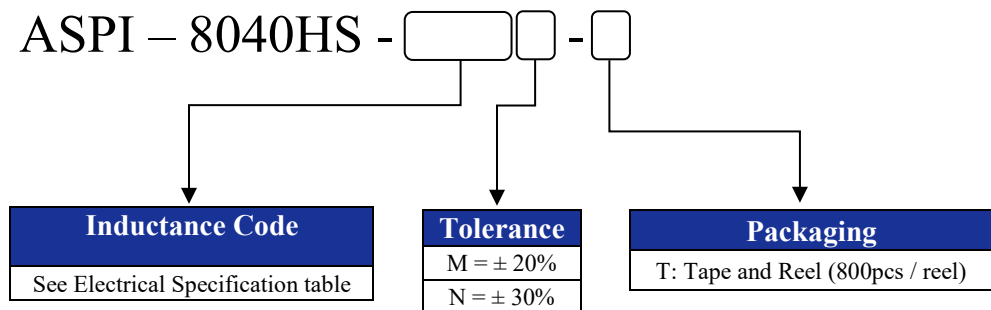 ASPI – 8040HS - -
Inductance Code
See Electrical Specification table
Tolerance
M = ± 20%
N = ± 30%
Packaging
T: Tape and Reel (800pcs / reel)